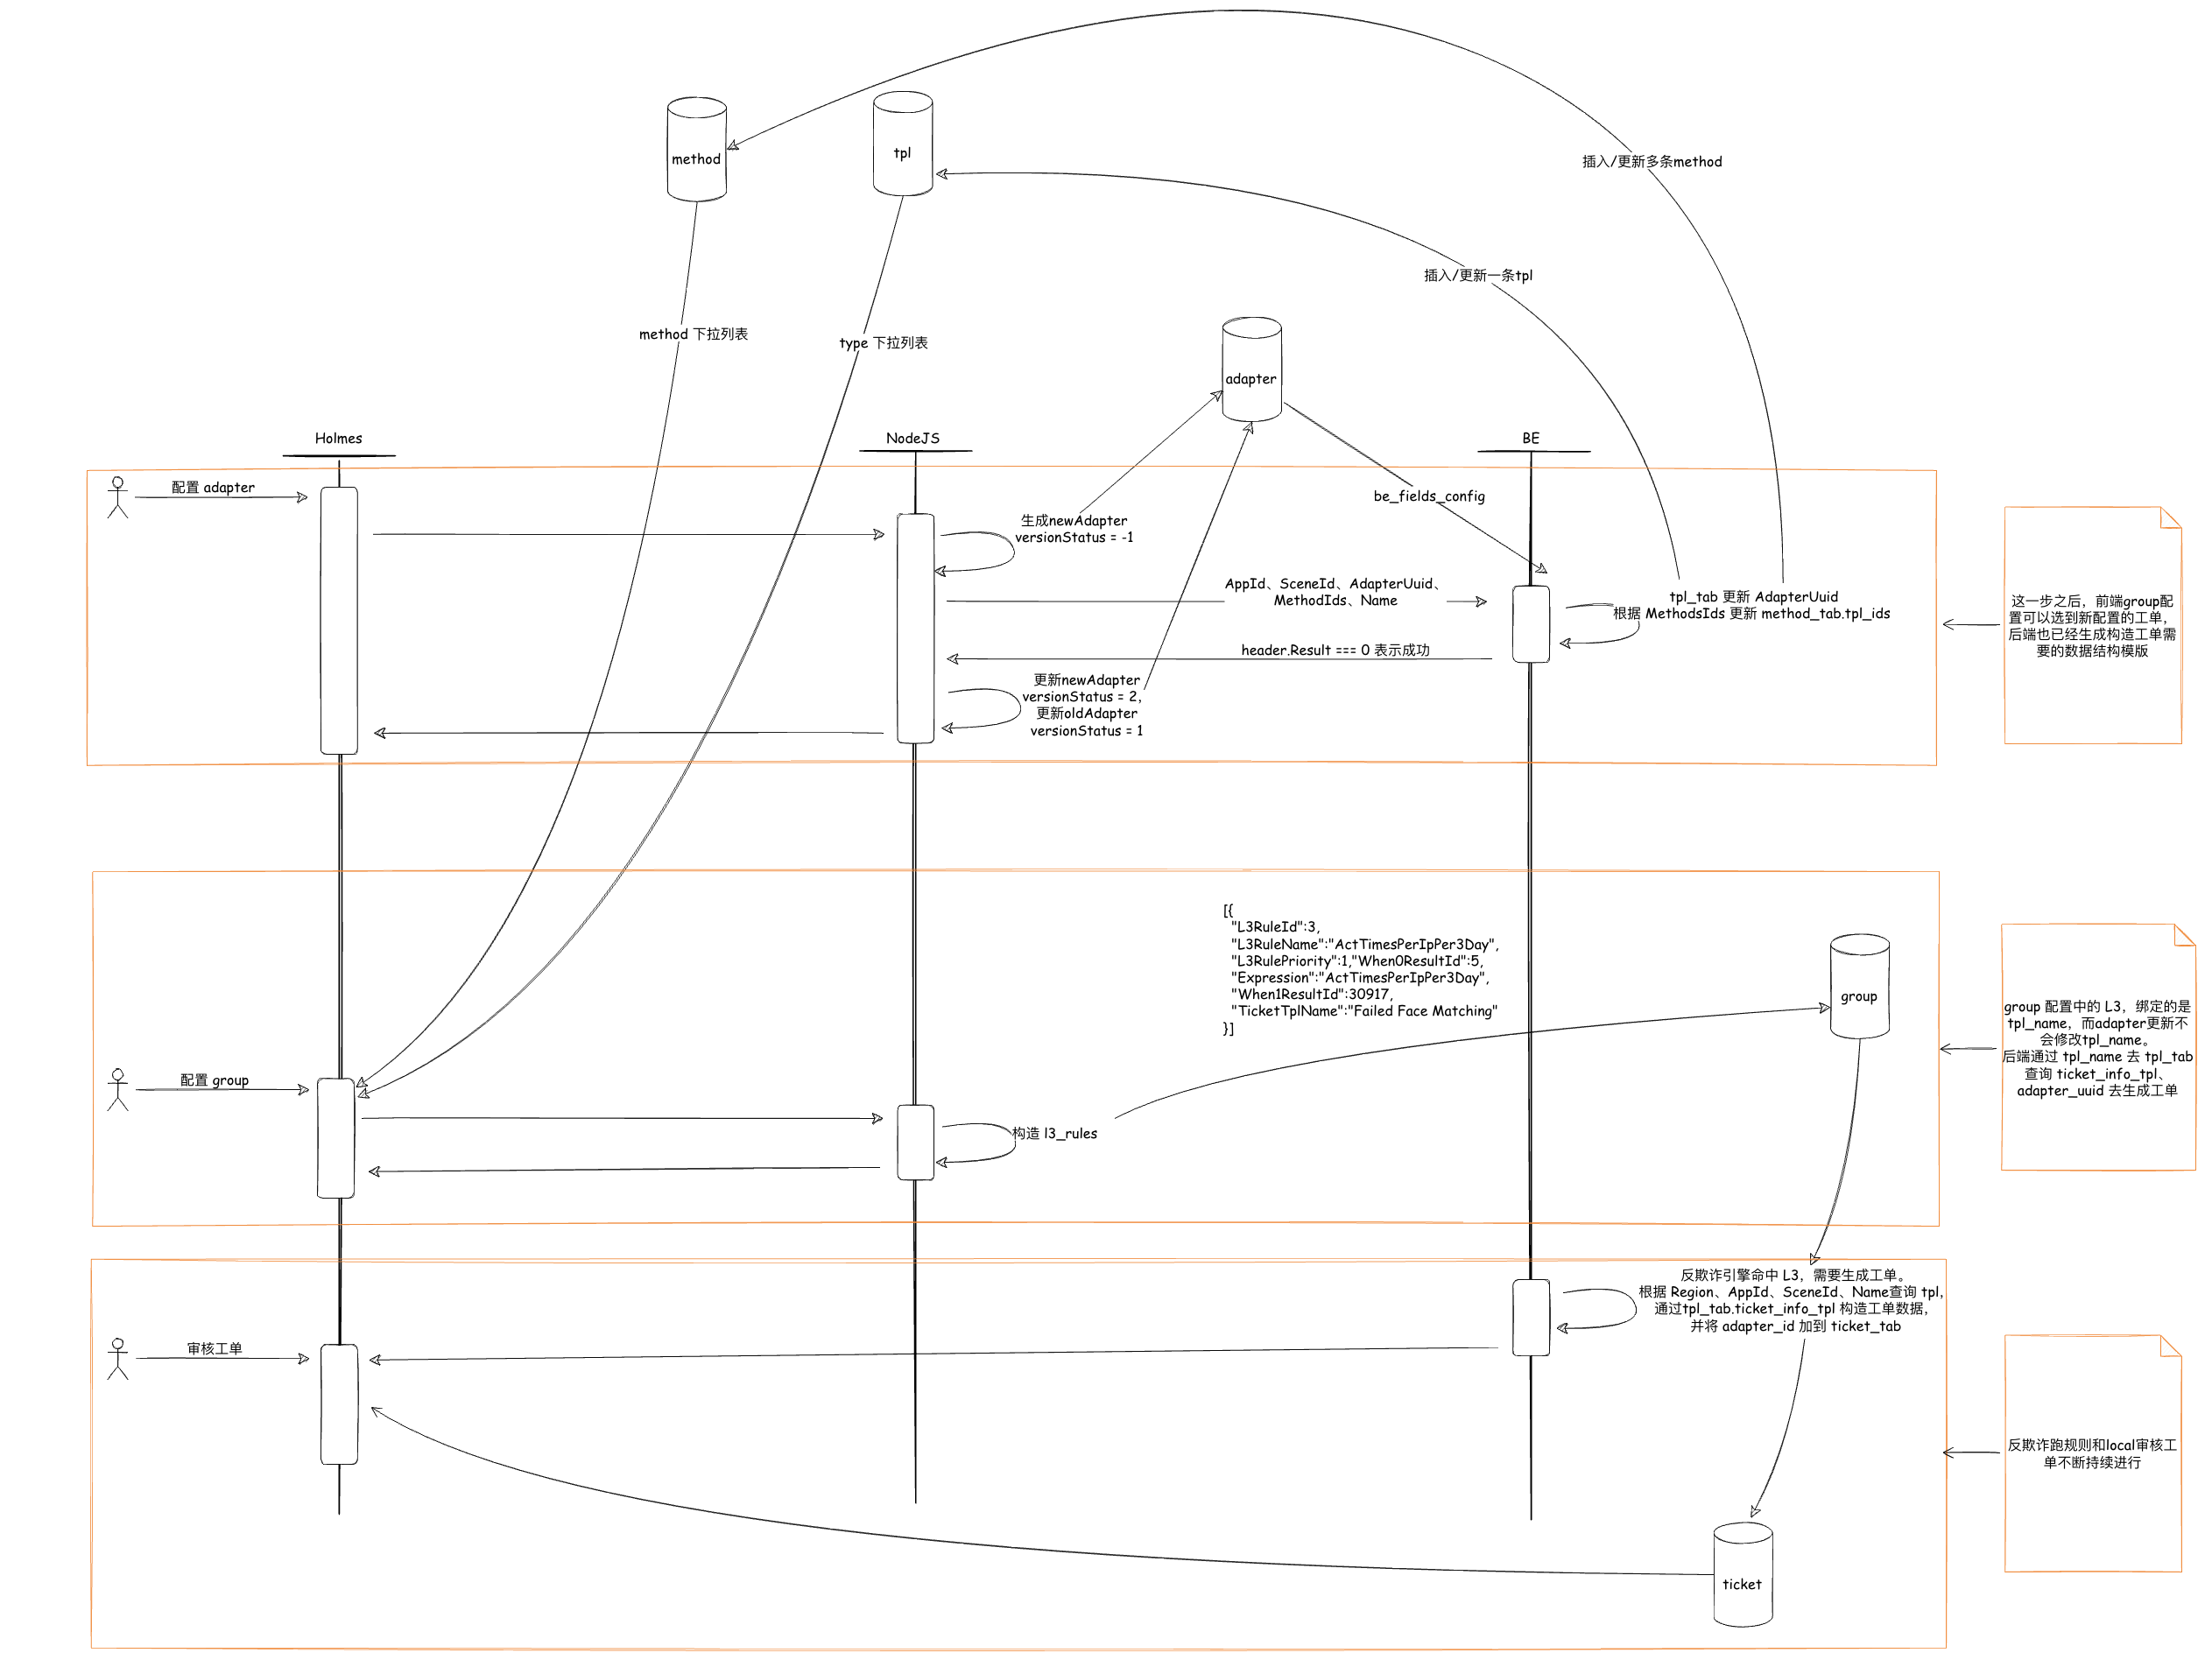 method
tpl
插入/更新多条method
插入/更新一条tpl
method 下拉列表
type 下拉列表
adapter
Holmes
NodeJS
BE
配置 adapter
生成newAdapter
versionStatus = -1
be_fields_config
AppId、SceneId、AdapterUuid、
MethodIds、Name
tpl_tab 更新 AdapterUuid
根据 MethodsIds 更新 method_tab.tpl_ids
header.Result === 0 表示成功
更新newAdapter
versionStatus = 2,
更新oldAdapter
versionStatus = 1
这一步之后，前端group配
置可以选到新配置的工单，
后端也已经生成构造工单需
要的数据结构模版
[{
"L3RuleId":3,
"L3RuleName":"ActTimesPerIpPer3Day",
"L3RulePriority":1,"When0ResultId":5,
"Expression":"ActTimesPerIpPer3Day",
"When1ResultId":30917,
"TicketTplName":"Failed Face Matching"
}]
group
group 配置中的 L3，绑定的是
tpl_name，而adapter更新不
会修改tpl_name。
后端通过 tpl_name 去 tpl_tab
查询 ticket_info_tpl、
adapter_uuid 去生成工单
配置 group
构造 l3_rules
反欺诈引擎命中 L3，需要生成工单。
根据 Region、AppId、SceneId、Name查询 tpl,
通过tpl_tab.ticket_info_tpl 构造工单数据，
并将 adapter_id 加到 ticket_tab
审核工单
反欺诈跑规则和local审核工
单不断持续进行
ticket